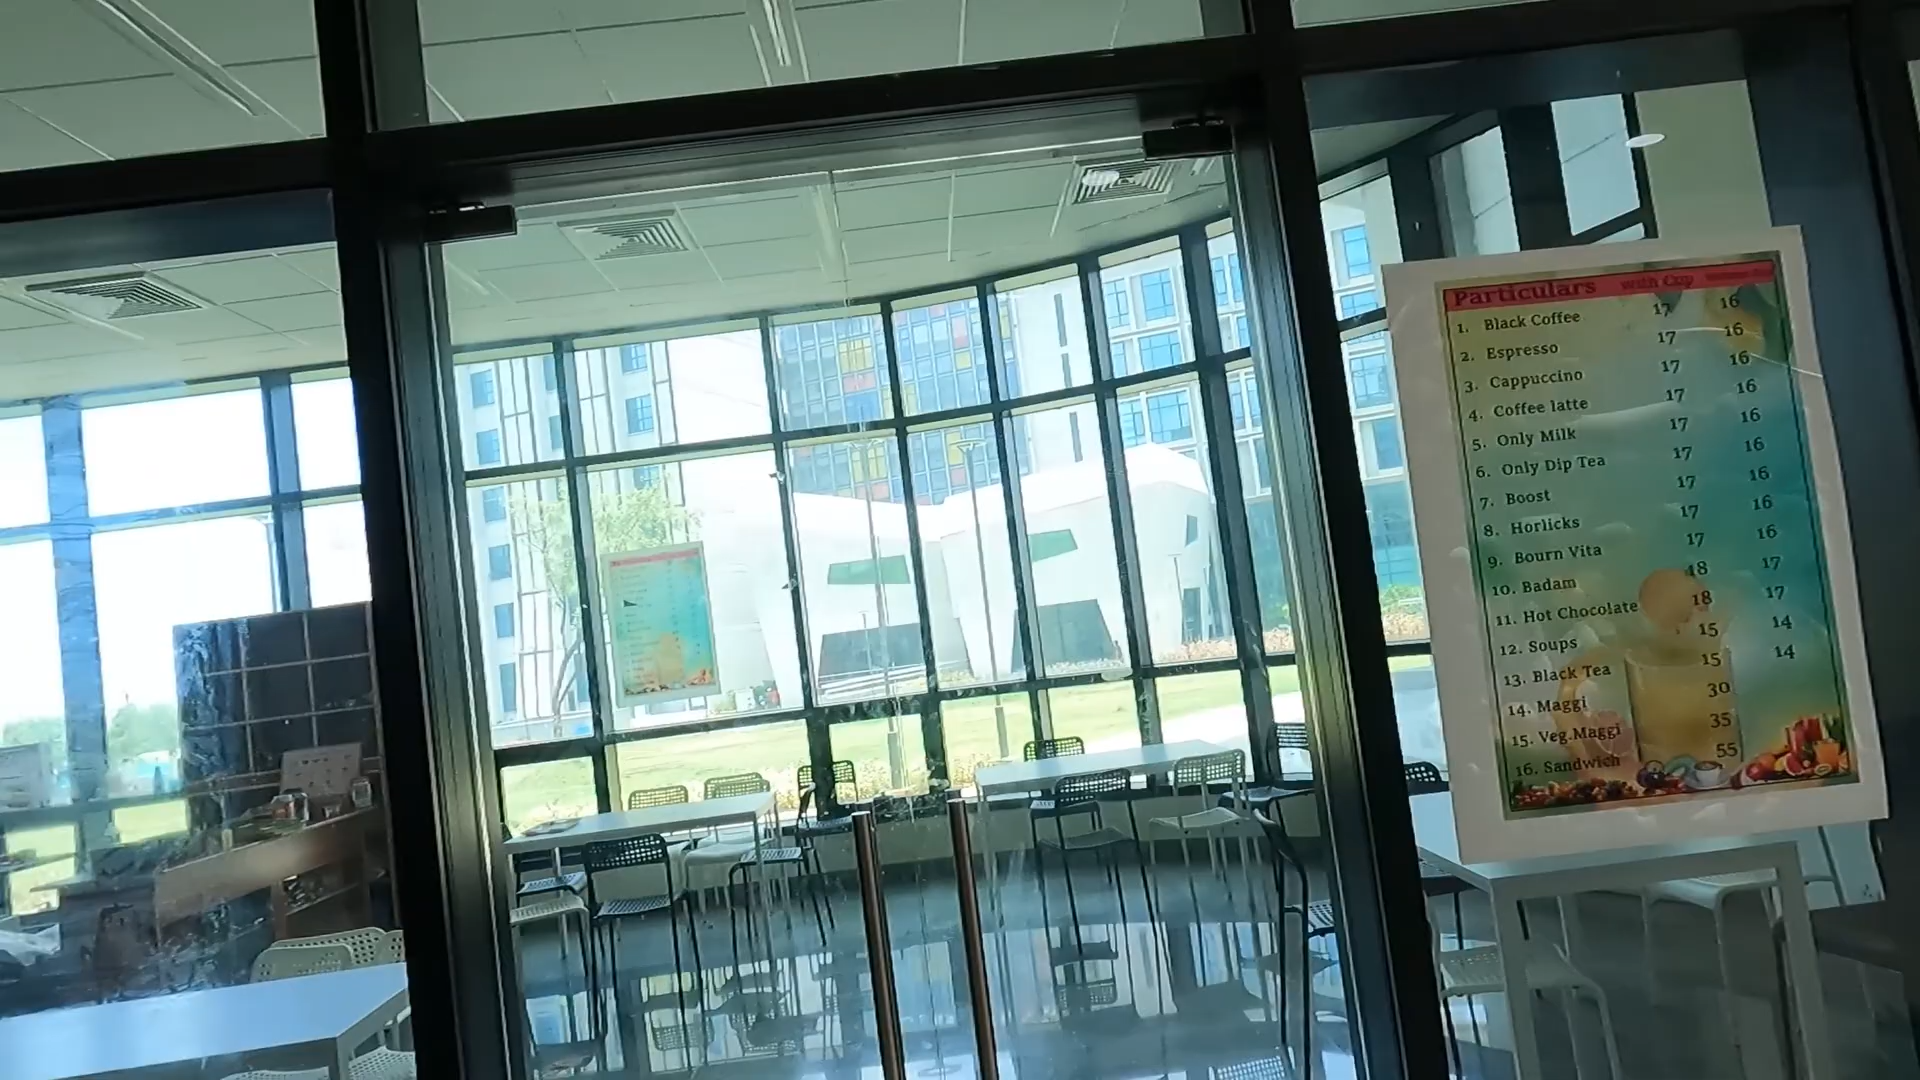 Particulars with Cup
1. Black Coffee 17 16
2. Espresso 17 16
3. Cappuccino 17 16
4. Coffee latte 17 16
5. Only Milk 17 16
6. Only Dip Tea 17 16
7. Boost 17 16
8. Horlicks 17 16
9. Bourn Vita 17 16
10. Badam 18 17
11. Hot Chocolate 18 17
12. Soups 15 14
13. Black Tea 15 14
14. Maggi 30
15. Veg.Maggi 35
16. Sandwich 55